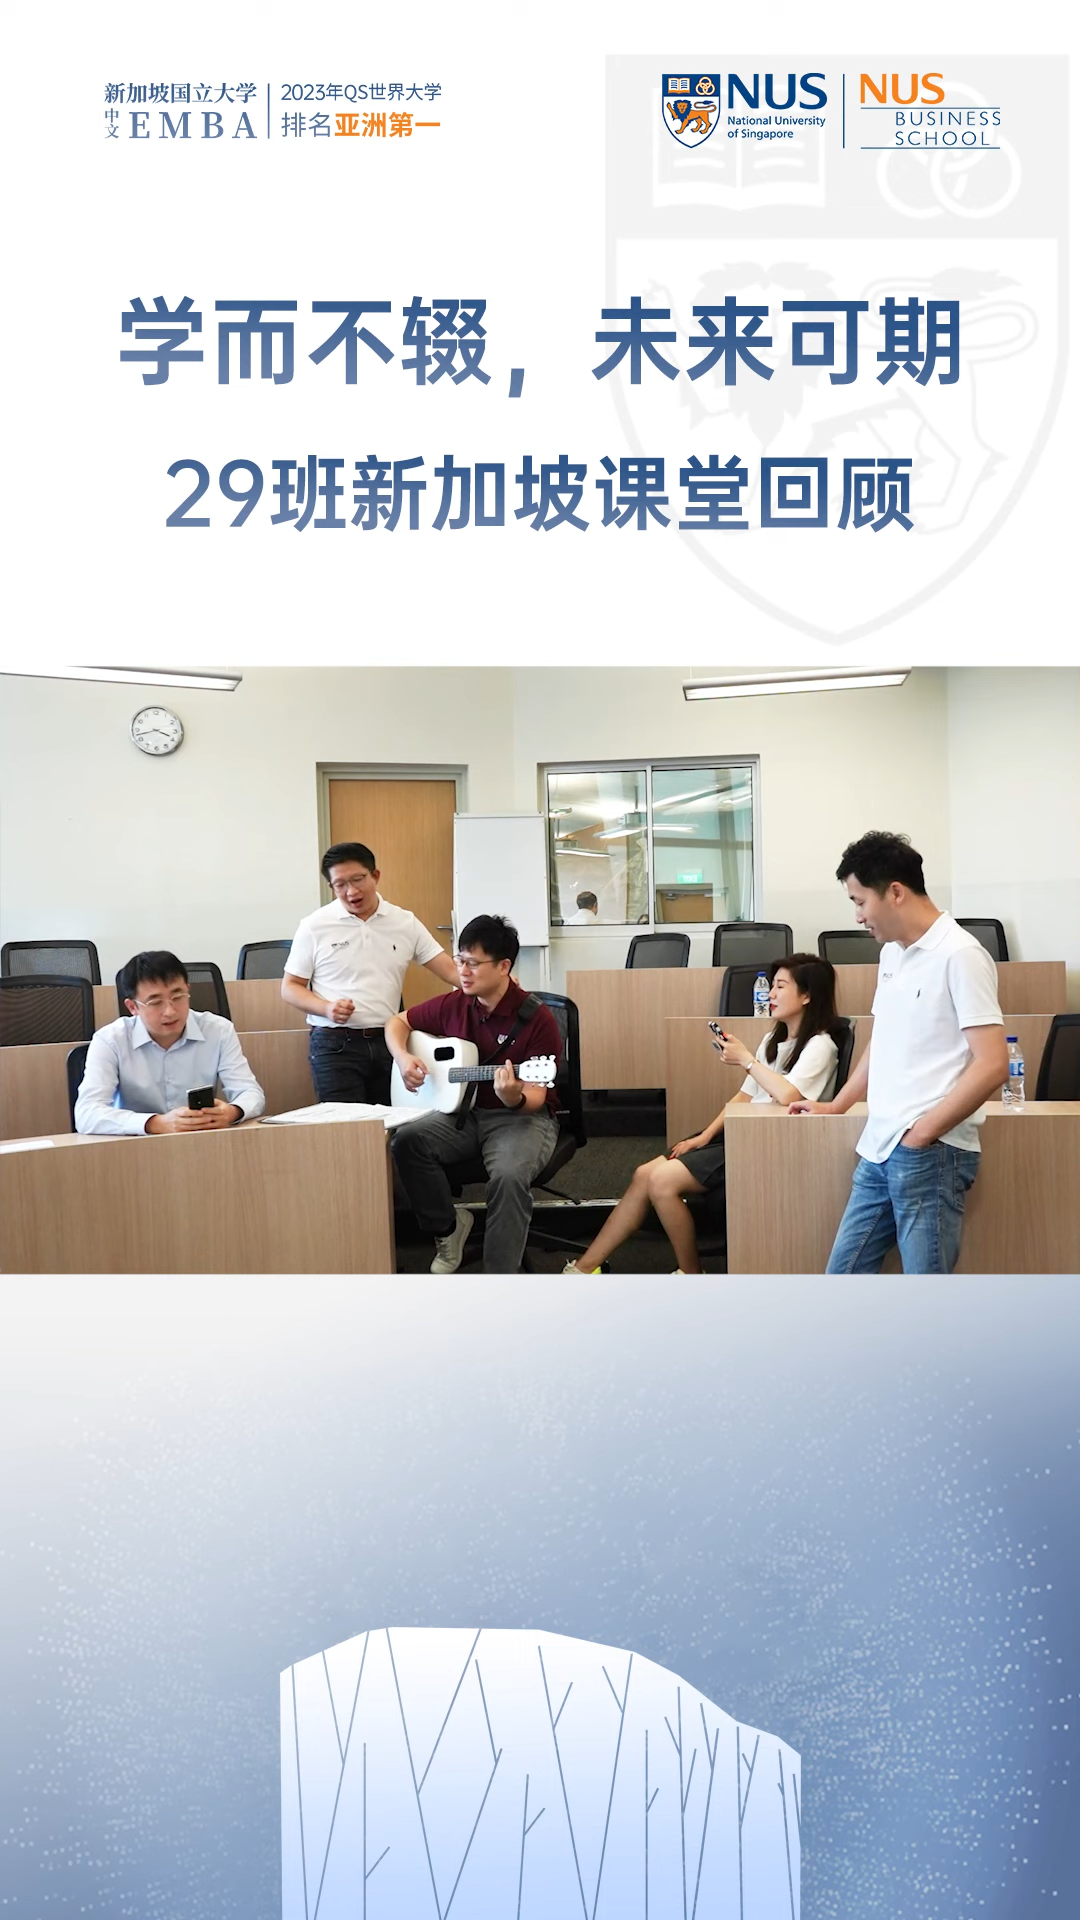 新加坡国立大学
中文 EMBA
2023年QS世界大学
排名亚洲第一
NUS
National University
of Singapore
NUS
BUSINESS
SCHOOL
学而不辍，未来可期
29班新加坡课堂回顾